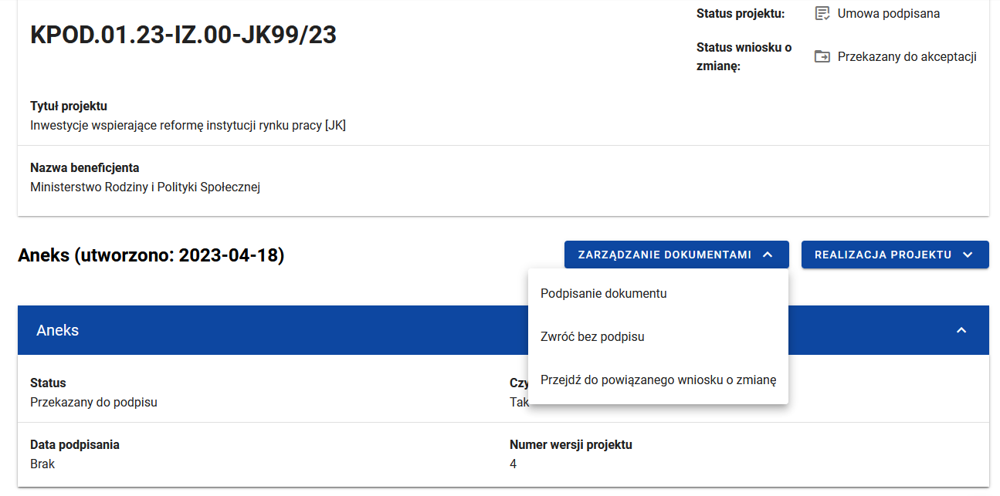 KPOD.01.23-IZ.00-JK99/23
Status projektu:
Umowa podpisana
Status wniosku o
zmianę:
Przekazany do akceptacji
Tytuł projektu
Inwestycje wspierające reformę instytucji rynku pracy [JK]
Nazwa beneficjenta
Ministerstwo Rodziny i Polityki Społecznej
Aneks (utworzono: 2023-04-18)
ZARZĄDZANIE DOKUMENTAMI
REALIZACJA PROJEKTU
Podpisanie dokumentu
Zwróć bez podpisu
Przejdź do powiązanego wniosku o zmianę
Aneks
Status
Przekazany do podpisu
Czy
Tak
Data podpisania
Brak
Numer wersji projektu
4